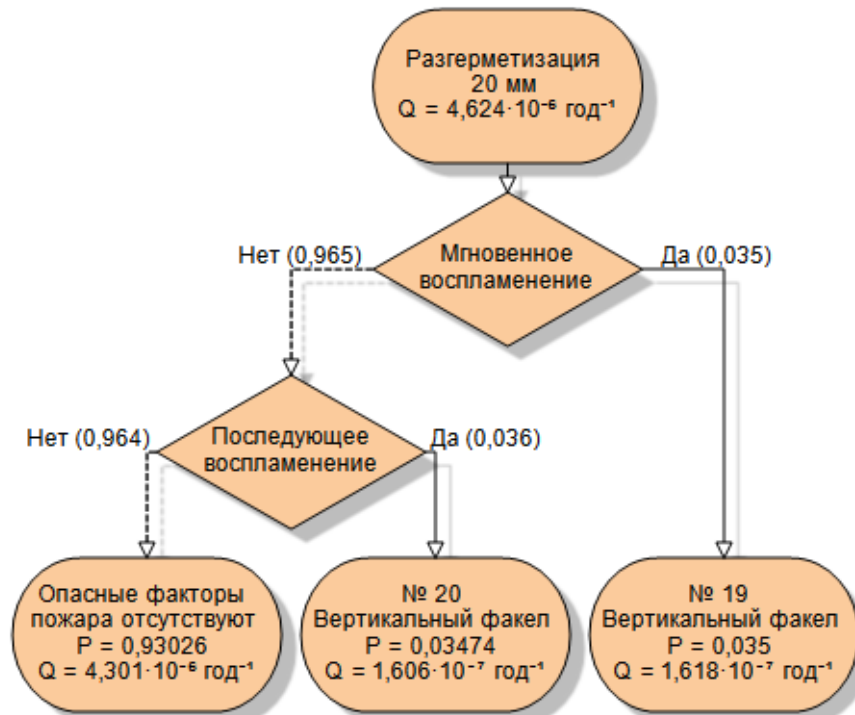 Разгерметизация
20 мм
Q = 4,624·10⁻⁶ год⁻¹
Мгновенное
воспламенение
Нет (0,965)
Да (0,035)
Последующее
воспламенение
Нет (0,964)
Да (0,036)
Опасные факторы
пожара отсутствуют
P = 0,93026
Q = 4,301·10⁻⁶ год⁻¹
№ 20
Вертикальный факел
P = 0,03474
Q = 1,606·10⁻⁷ год⁻¹
№ 19
Вертикальный факел
P = 0,035
Q = 1,618·10⁻⁷ год⁻¹